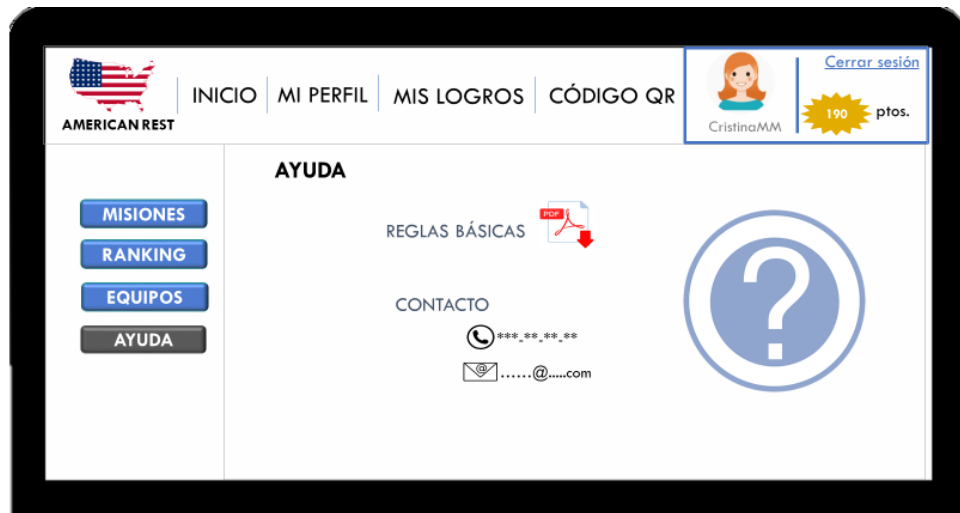 AMERICAN REST
INICIO
MI PERFIL
MIS LOGROS
CÓDIGO QR
Cerrar sesión
CristinaMM
190
ptos.
MISIONES
RANKING
EQUIPOS
AYUDA
AYUDA
REGLAS BÁSICAS
PDF
CONTACTO
***.**.**.**
@
......@.....com
?